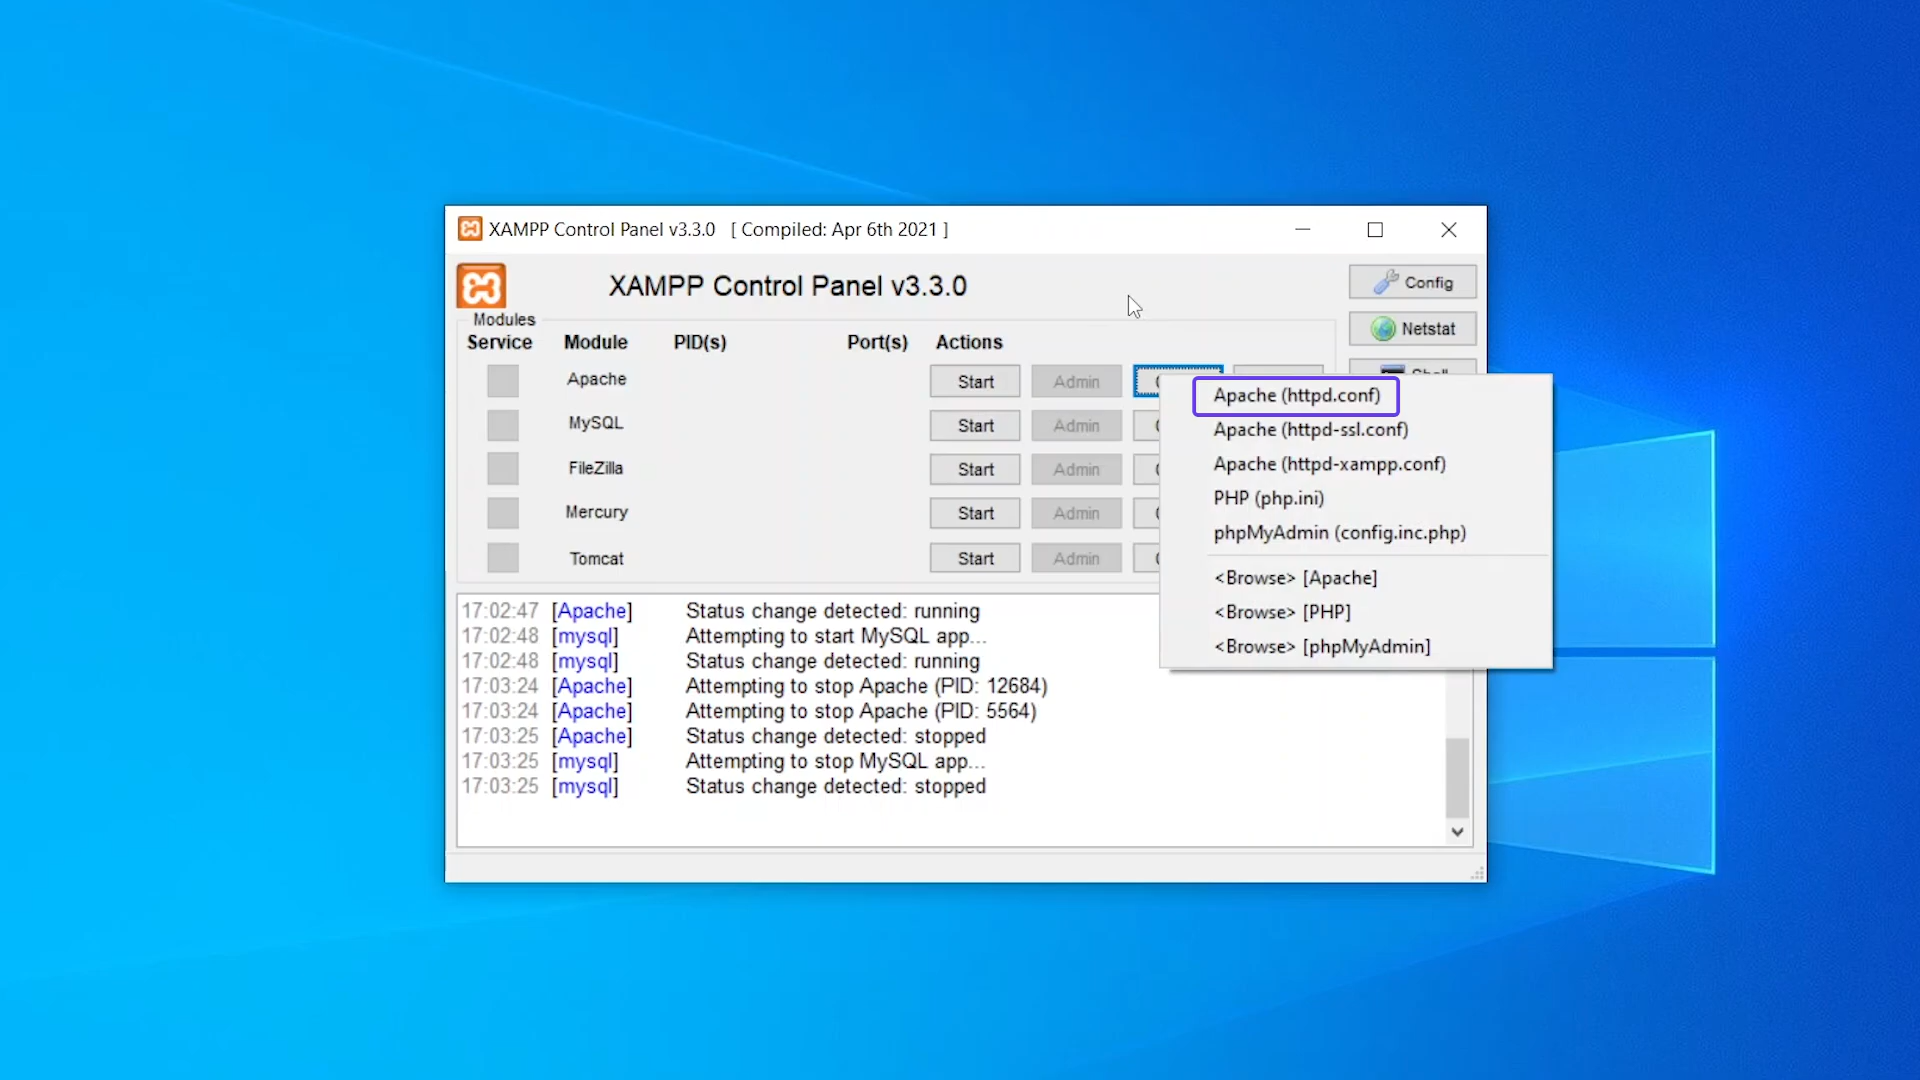 XAMPP Control Panel v3.3.0 [ Compiled: Apr 6th 2021 ]
XAMPP Control Panel v3.3.0
Config
Modules
Netstat
Service Module PID(s) Port(s) Actions
Shell
Apache Start Admin
MySQL Start Admin
FileZilla Start Admin
Mercury Start Admin
Tomcat Start Admin
Apache (httpd.conf)
Apache (httpd-ssl.conf)
Apache (httpd-xampp.conf)
PHP (php.ini)
phpMyAdmin (config.inc.php)
<Browse> [Apache]
<Browse> [PHP]
<Browse> [phpMyAdmin]
17:02:47 [Apache] Status change detected: running
17:02:48 [mysql] Attempting to start MySQL app...
17:02:48 [mysql] Status change detected: running
17:03:24 [Apache] Attempting to stop Apache (PID: 12684)
17:03:24 [Apache] Attempting to stop Apache (PID: 5564)
17:03:25 [Apache] Status change detected: stopped
17:03:25 [mysql] Attempting to stop MySQL app...
17:03:25 [mysql] Status change detected: stopped